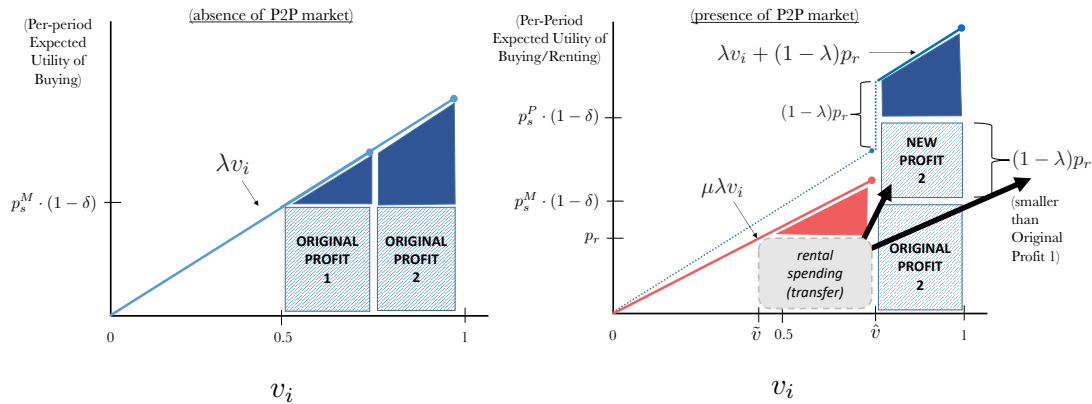 (absence of P2P market)
(Per-period
Expected
Utility of
Buying)
λv_i
p_s^M · (1 − δ)
ORIGINAL
PROFIT
1
ORIGINAL
PROFIT
2
0
0.5
1
v_i
(presence of P2P market)
(Per-Period
Expected Utility of
Buying/Renting)
λv_i + (1 − λ)p_r
p_s^P · (1 − δ)
(1 − λ)p_r
NEW
PROFIT
2
(1 − λ)p_r
(smaller
than
Original
Profit 1)
μλv_i
p_s^M · (1 − δ)
p_r
rental
spending
(transfer)
ORIGINAL
PROFIT
2
0
ṽ
0.5
v̂
1
v_i